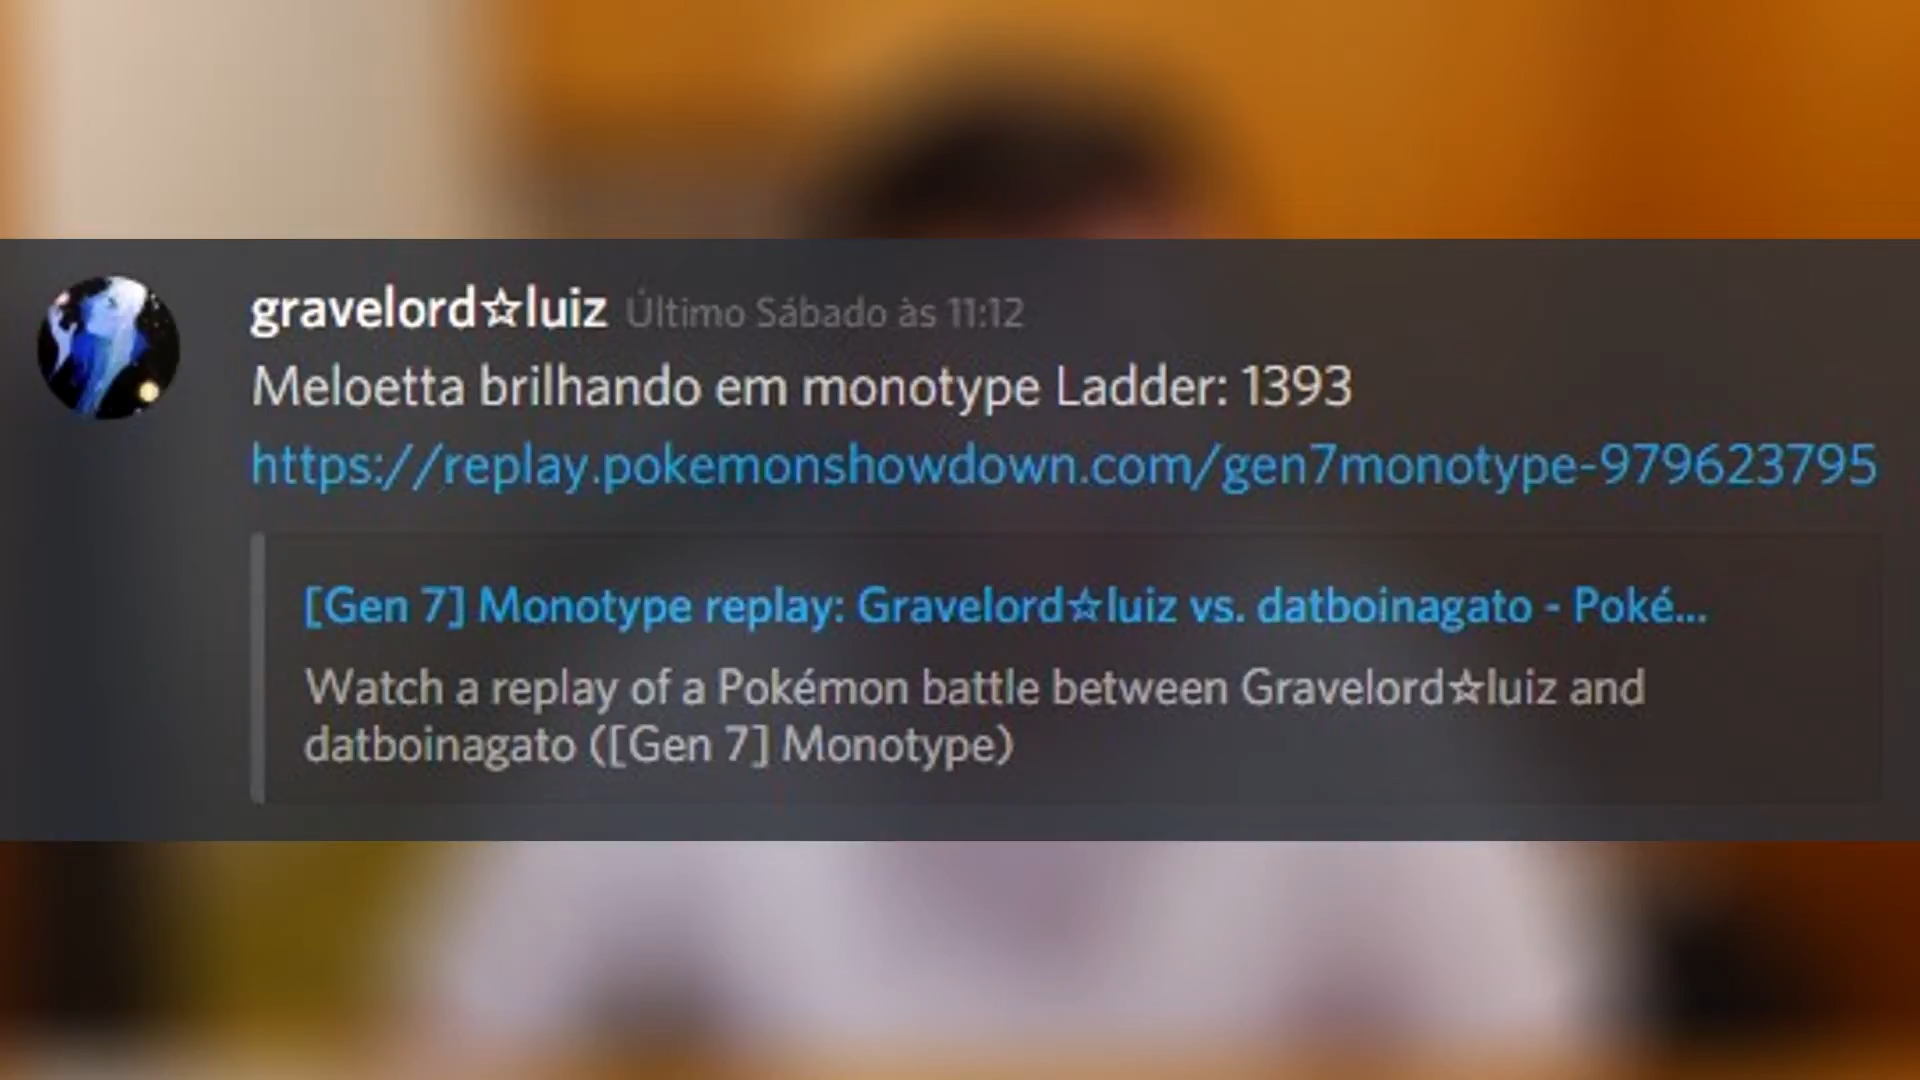 gravelord☆luiz Último Sábado às 11:12
Meloetta brilhando em monotype Ladder: 1393
https://replay.pokemonshowdown.com/gen7monotype-979623795
[Gen 7] Monotype replay: Gravelord☆luiz vs. datboinagato - Poké...
Watch a replay of a Pokémon battle between Gravelord☆luiz and
datboinagato ([Gen 7] Monotype)